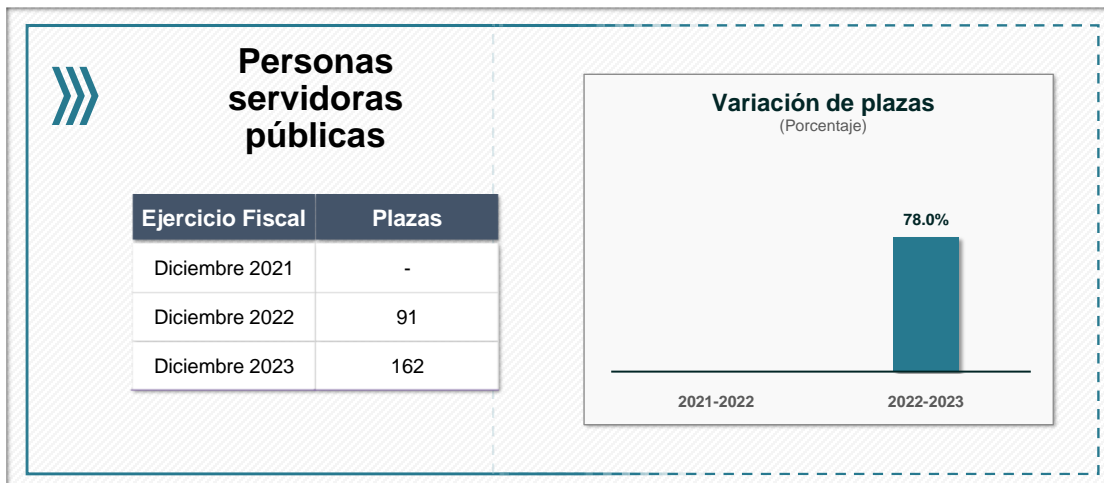 Personas
servidoras
públicas
Ejercicio Fiscal Plazas
Diciembre 2021 -
Diciembre 2022 91
Diciembre 2023 162
Variación de plazas
(Porcentaje)
78.0%
2021-2022 2022-2023